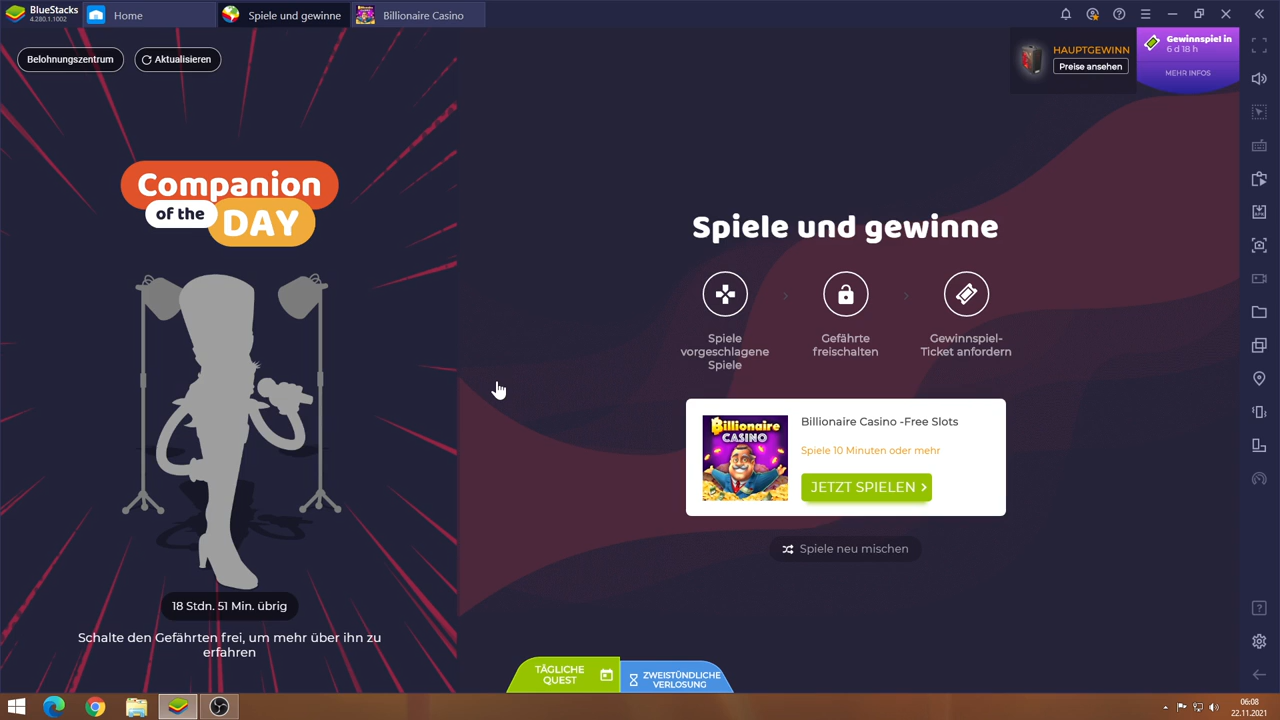 BlueStacks
4.280.1.1002
Home
Spiele und gewinne
Billionaire Casino
Belohnungszentrum
Aktualisieren
HAUPTGEWINN
Preise ansehen
Gewinnspiel in
6 d 18 h
MEHR INFOS
Companion
of the
DAY
18 Stdn. 51 Min. übrig
Schalte den Gefährten frei, um mehr über ihn zu
erfahren
Spiele und gewinne
Spiele
vorgeschlagene
Spiele
Gefährte
freischalten
Gewinnspiel-
Ticket anfordern
Billionaire
CASINO
Billionaire Casino -Free Slots
Spiele 10 Minuten oder mehr
JETZT SPIELEN
Spiele neu mischen
TÄGLICHE
QUEST
ZWEISTÜNDLICHE
VERLOSUNG
06:08
22.11.2021